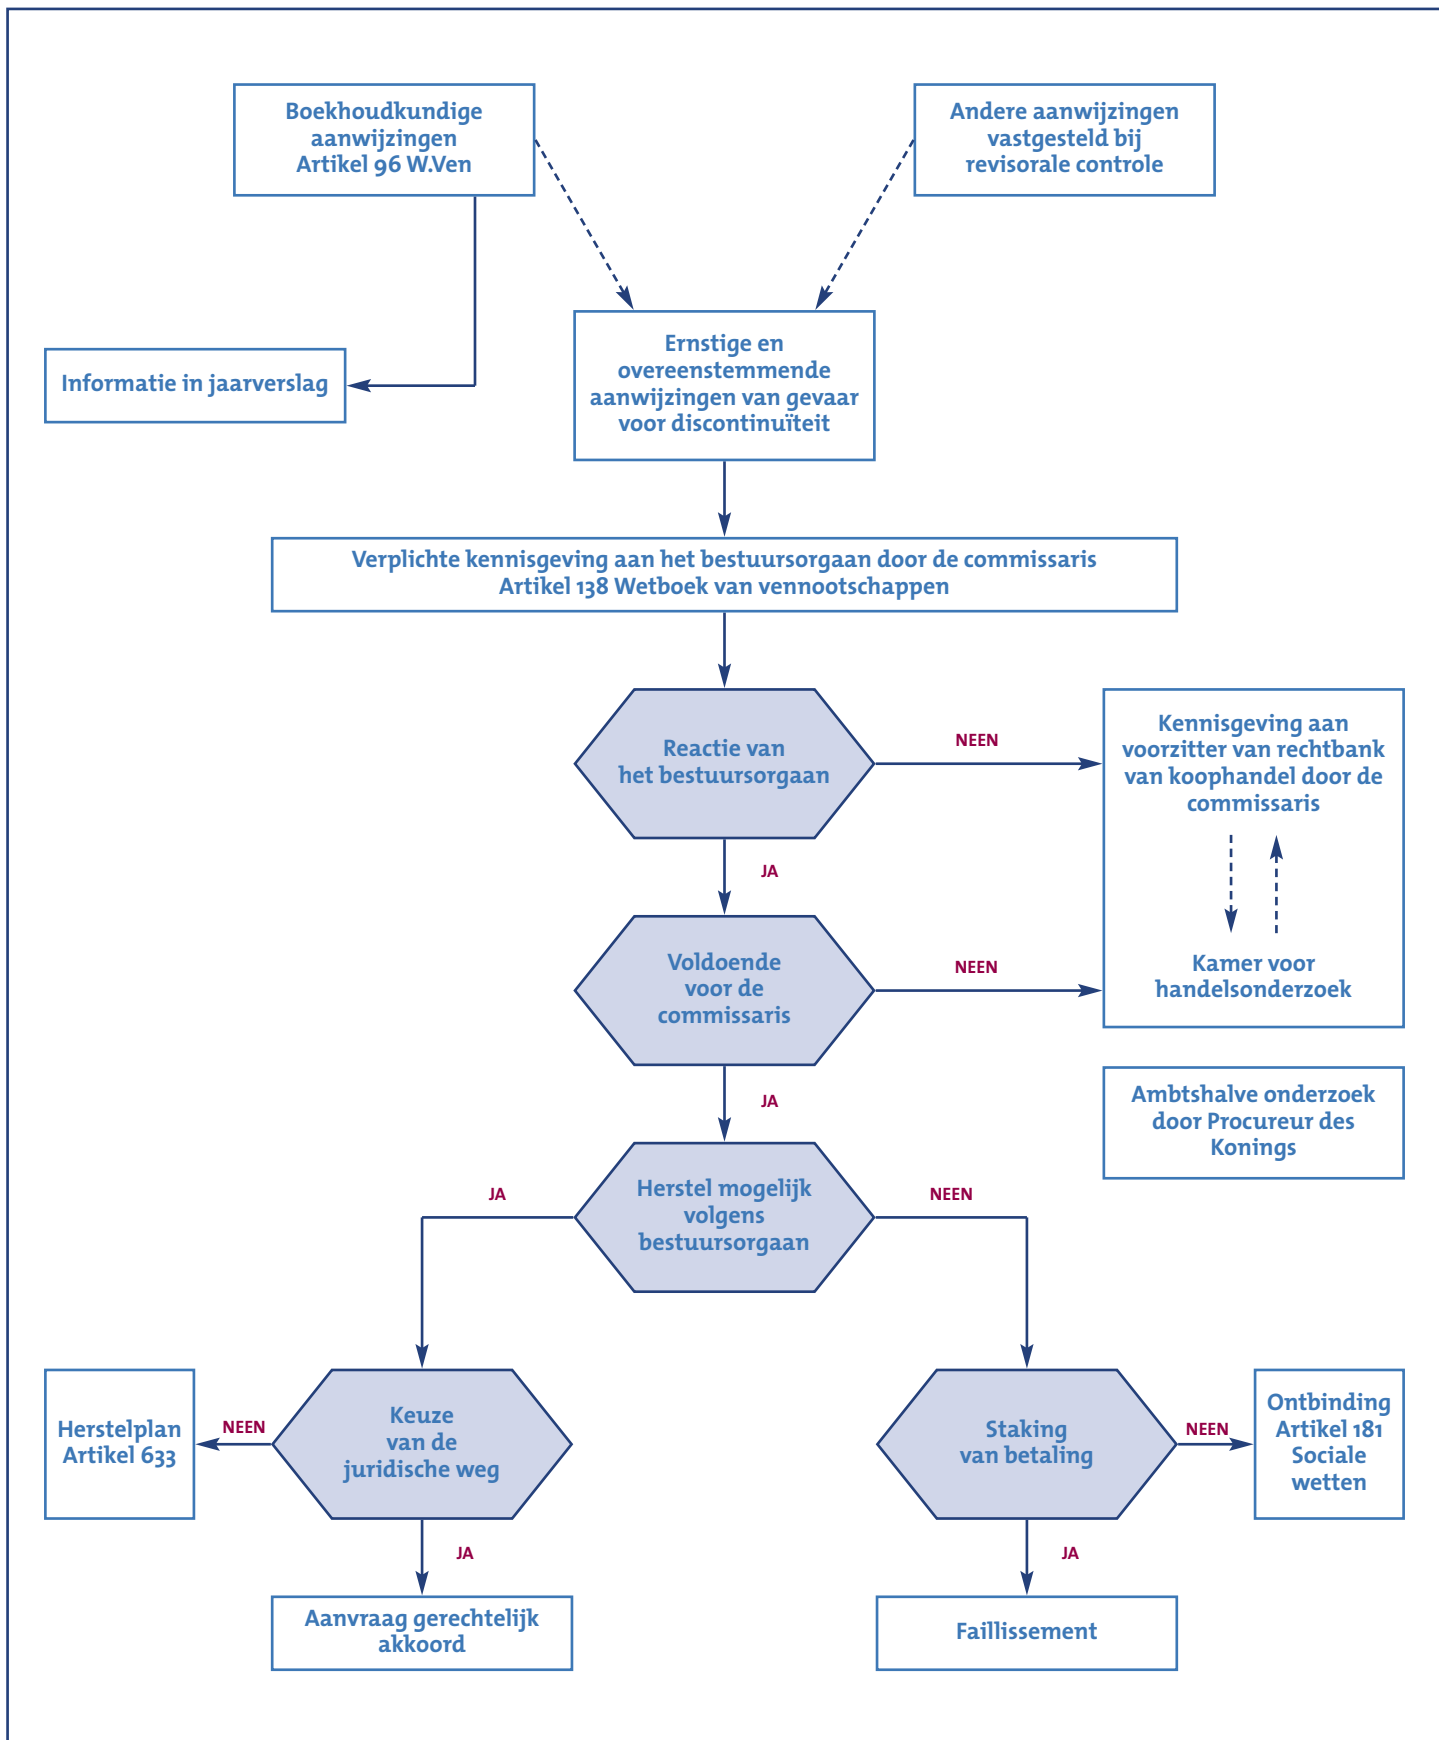 Boekhoudkundige
aanwijzingen
Artikel 96 W.Ven
Andere aanwijzingen
vastgesteld bij
revisorale controle
Informatie in jaarverslag
Ernstige en
overeenstemmende
aanwijzingen van gevaar
voor discontinuïteit
Verplichte kennisgeving aan het bestuursorgaan door de commissaris
Artikel 138 Wetboek van vennootschappen
Reactie van
het bestuursorgaan
NEEN
Kennisgeving aan
voorzitter van rechtbank
van koophandel door de
commissaris
JA
Voldoende
voor de
commissaris
NEEN
Kamer voor
handelsonderzoek
JA
Ambtshalve onderzoek
door Procureur des
Konings
JA
Herstel mogelijk
volgens
bestuursorgaan
NEEN
Herstelplan
Artikel 633
NEEN
Keuze
van de
juridische weg
Staking
van betaling
NEEN
Ontbinding
Artikel 181
Sociale
wetten
JA
JA
Aanvraag gerechtelijk
akkoord
Faillissement